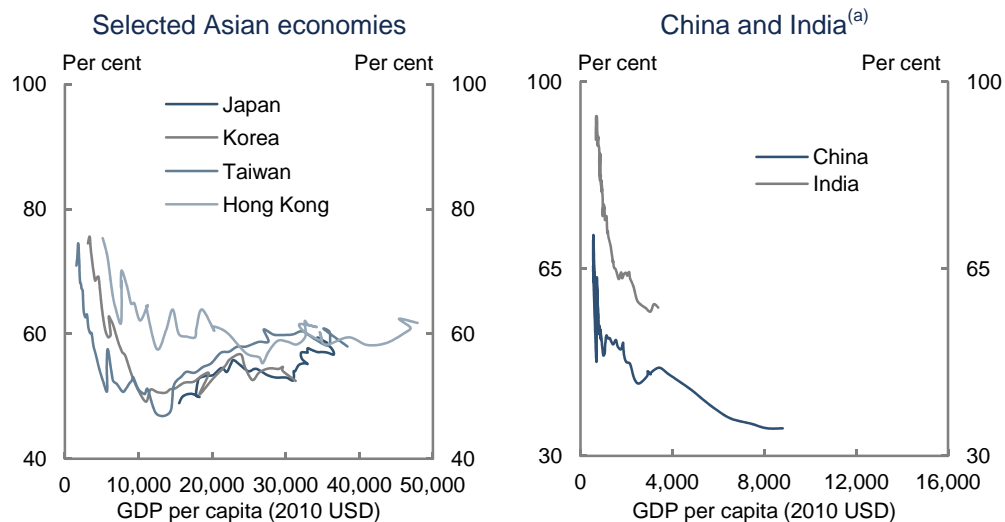 Selected Asian economies
Per cent Per cent
100 100
80 80
60 60
40 40
Japan
Korea
Taiwan
Hong Kong
0 10,000 20,000 30,000 40,000 50,000
GDP per capita (2010 USD)
China and India(a)
Per cent Per cent
100 100
65 65
30 30
China
India
0 4,000 8,000 12,000 16,000
GDP per capita (2010 USD)